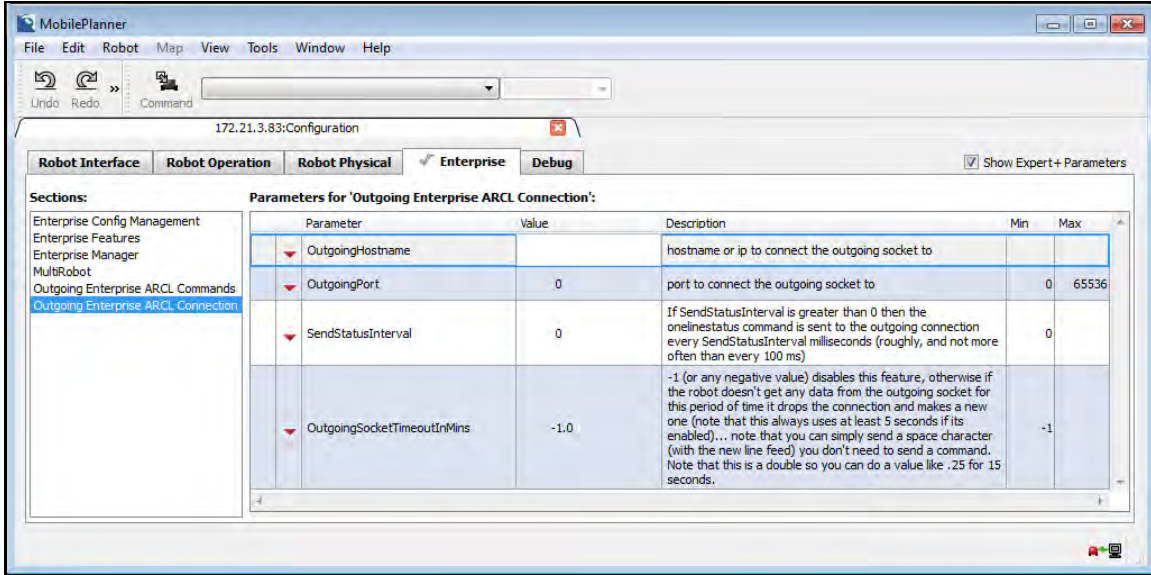 MobilePlanner
File Edit Robot Map View Tools Window Help
Undo Redo » Command
172.21.3.83:Configuration
Robot Interface Robot Operation Robot Physical Enterprise Debug Show Expert+ Parameters
Sections:
Enterprise Config Management
Enterprise Features
Enterprise Manager
MultiRobot
Outgoing Enterprise ARCL Commands
Outgoing Enterprise ARCL Connection
Parameters for 'Outgoing Enterprise ARCL Connection':
Parameter Value Description Min Max
OutgoingHostname hostname or ip to connect the outgoing socket to
OutgoingPort 0 port to connect the outgoing socket to 0 65536
If SendStatusInterval is greater than 0 then the
onelinestatus command is sent to the outgoing connection
SendStatusInterval 0 every SendStatusInterval milliseconds (roughly, and not more 0
often than every 100 ms)
-1 (or any negative value) disables this feature, otherwise if
the robot doesn't get any data from the outgoing socket for
this period of time it drops the connection and makes a new
OutgoingSocketTimeoutInMins -1.0 one (note that this always uses at least 5 seconds if its -1
enabled)... note that you can simply send a space character
(with the new line feed) you don't need to send a command.
Note that this is a double so you can do a value like .25 for 15
seconds.